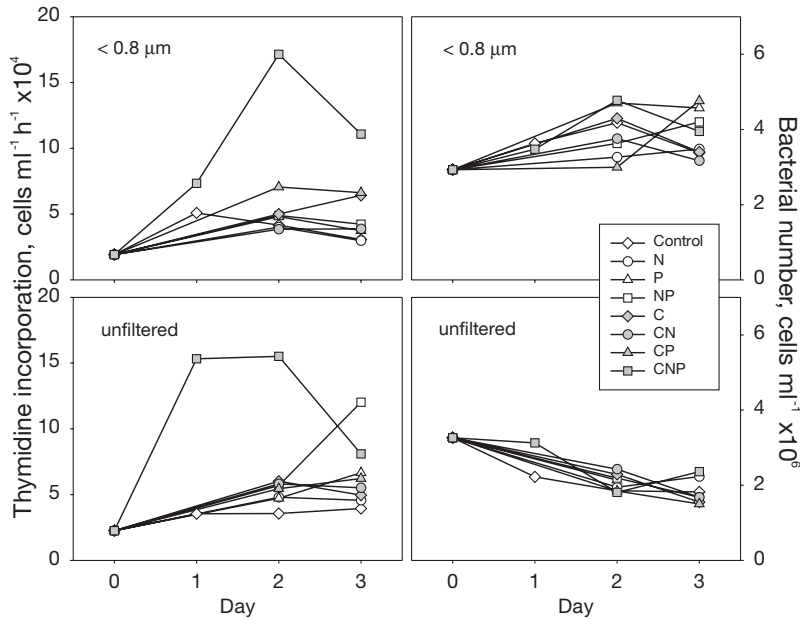 20
15
10
5
0
< 0.8 µm
< 0.8 µm
6
4
2
0
Thymidine incorporation, cells ml⁻¹ h⁻¹ x10⁴
Bacterial number, cells ml⁻¹ x10⁶
Control
N
P
NP
C
CN
CP
CNP
20
15
10
5
0
unfiltered
unfiltered
6
4
2
0
0 1 2 3
0 1 2 3
Day
Day